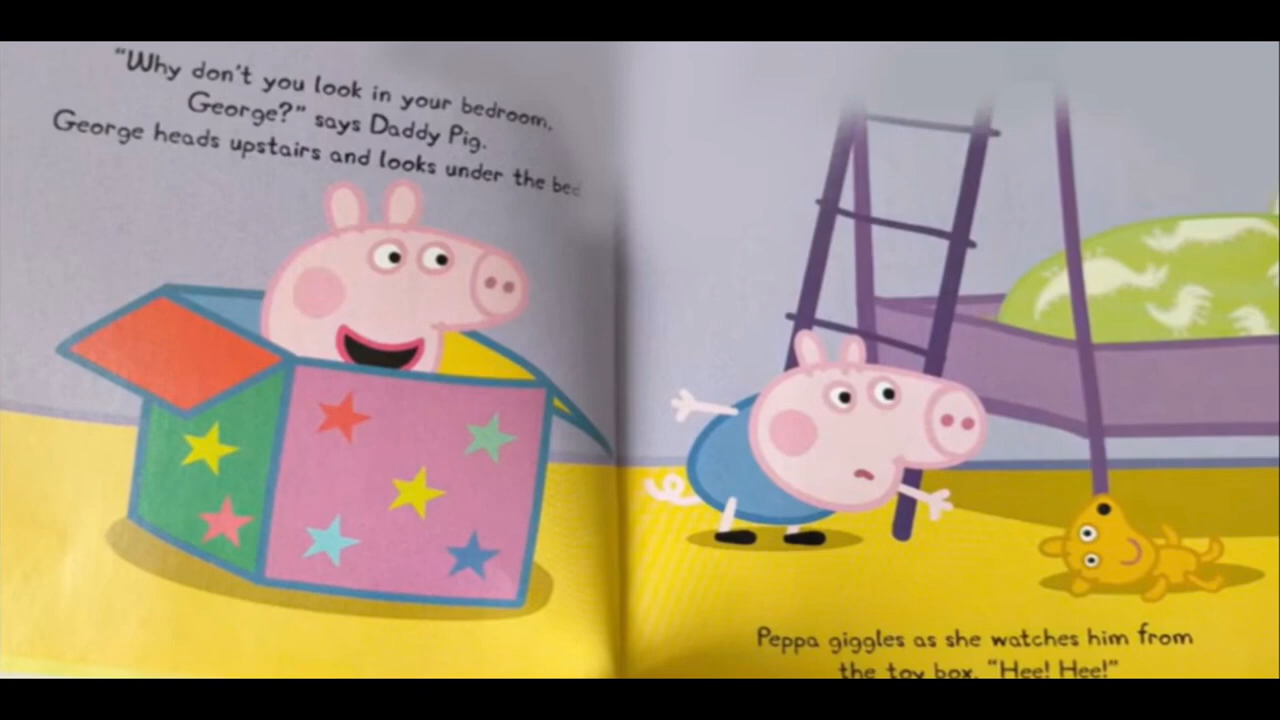 “Why don't you look in your bedroom,
George?” says Daddy Pig.
George heads upstairs and looks under the bed
Peppa giggles as she watches him from
the toy box. “Hee! Hee!”